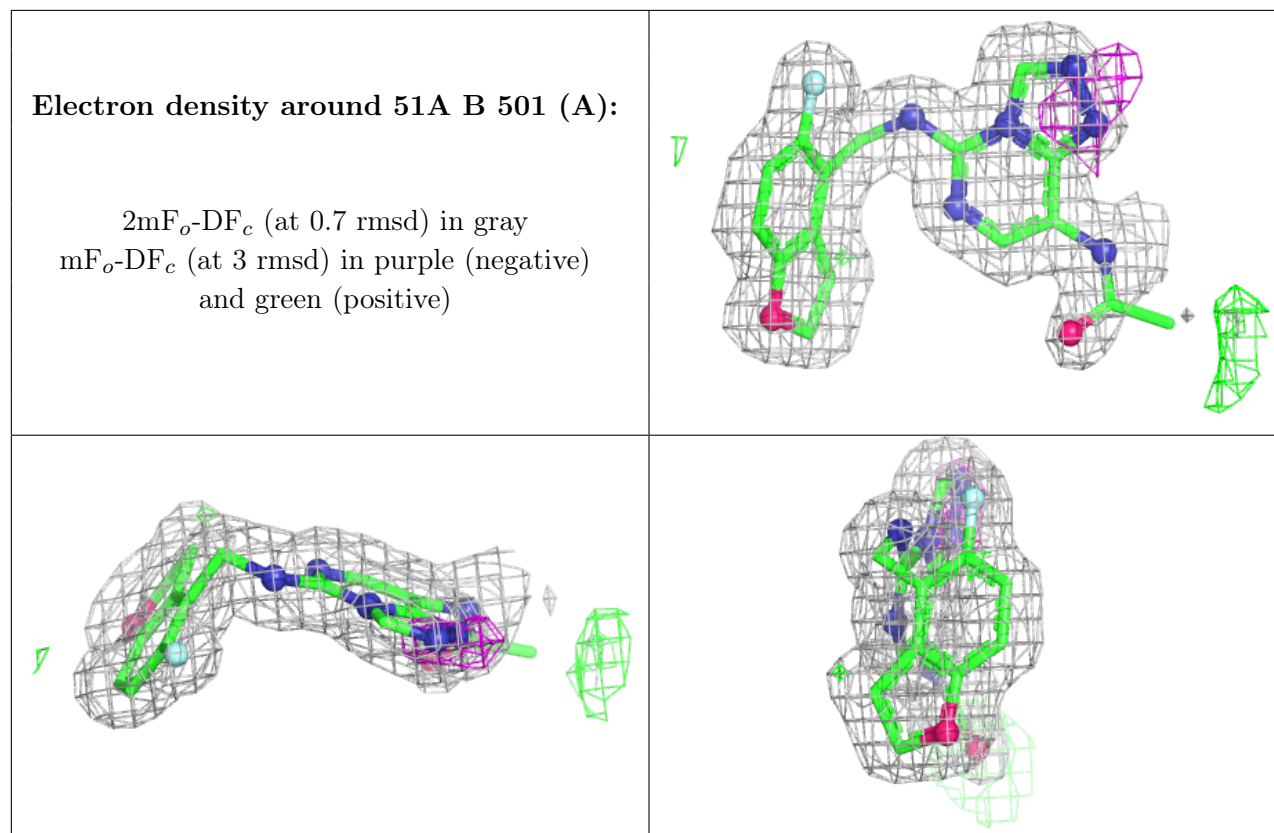 Electron density around 51A B 501 (A):
2mFₒ-DF𝒸 (at 0.7 rmsd) in gray
mFₒ-DF𝒸 (at 3 rmsd) in purple (negative)
and green (positive)